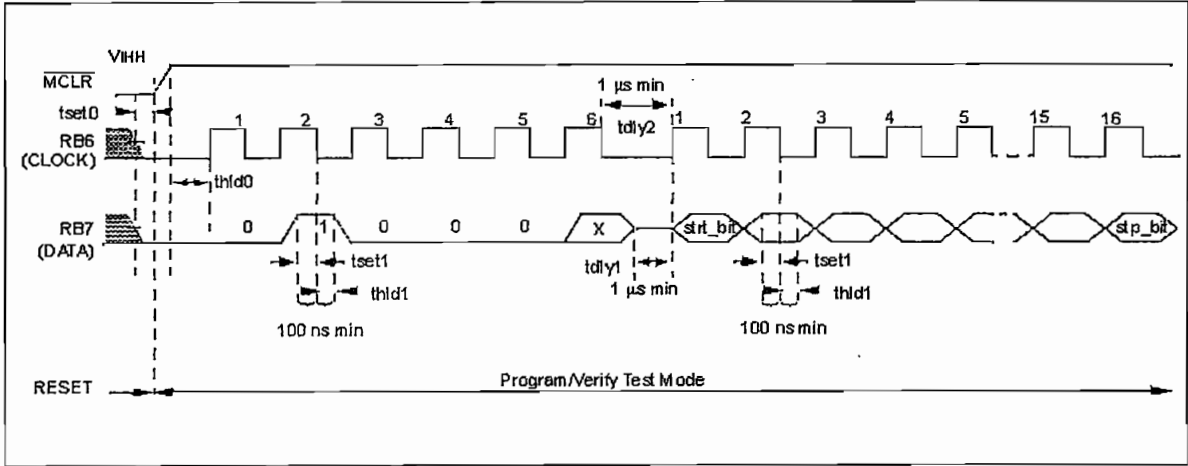 VIHH
MCLR
1 µs min
tset0
tdly2
1 2 3 4 5 6 1 2 3 4 5 15 16
RB6
(CLOCK)
thld0
RB7
(DATA)
0 1 0 0 0 X strt_bit stp_bit
tset1 tdly1 tset1
thld1 1 µs min thld1
100 ns min 100 ns min
RESET Program/Verify Test Mode